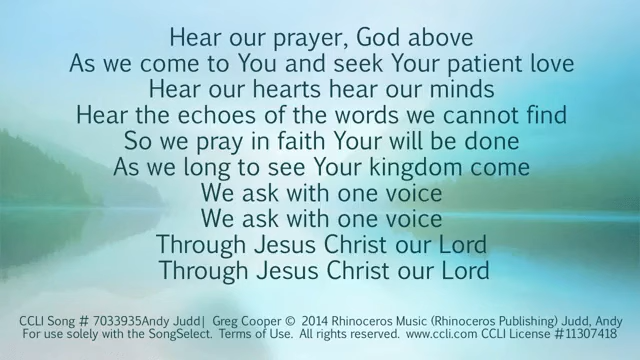 Hear our prayer, God above
As we come to You and seek Your patient love
Hear our hearts hear our minds
Hear the echoes of the words we cannot find
So we pray in faith Your will be done
As we long to see Your kingdom come
We ask with one voice
We ask with one voice
Through Jesus Christ our Lord
Through Jesus Christ our Lord
CCLI Song # 7033935Andy Judd| Greg Cooper © 2014 Rhinoceros Music (Rhinoceros Publishing) Judd, Andy
For use solely with the SongSelect. Terms of Use. All rights reserved. www.ccli.com CCLI License #11307418